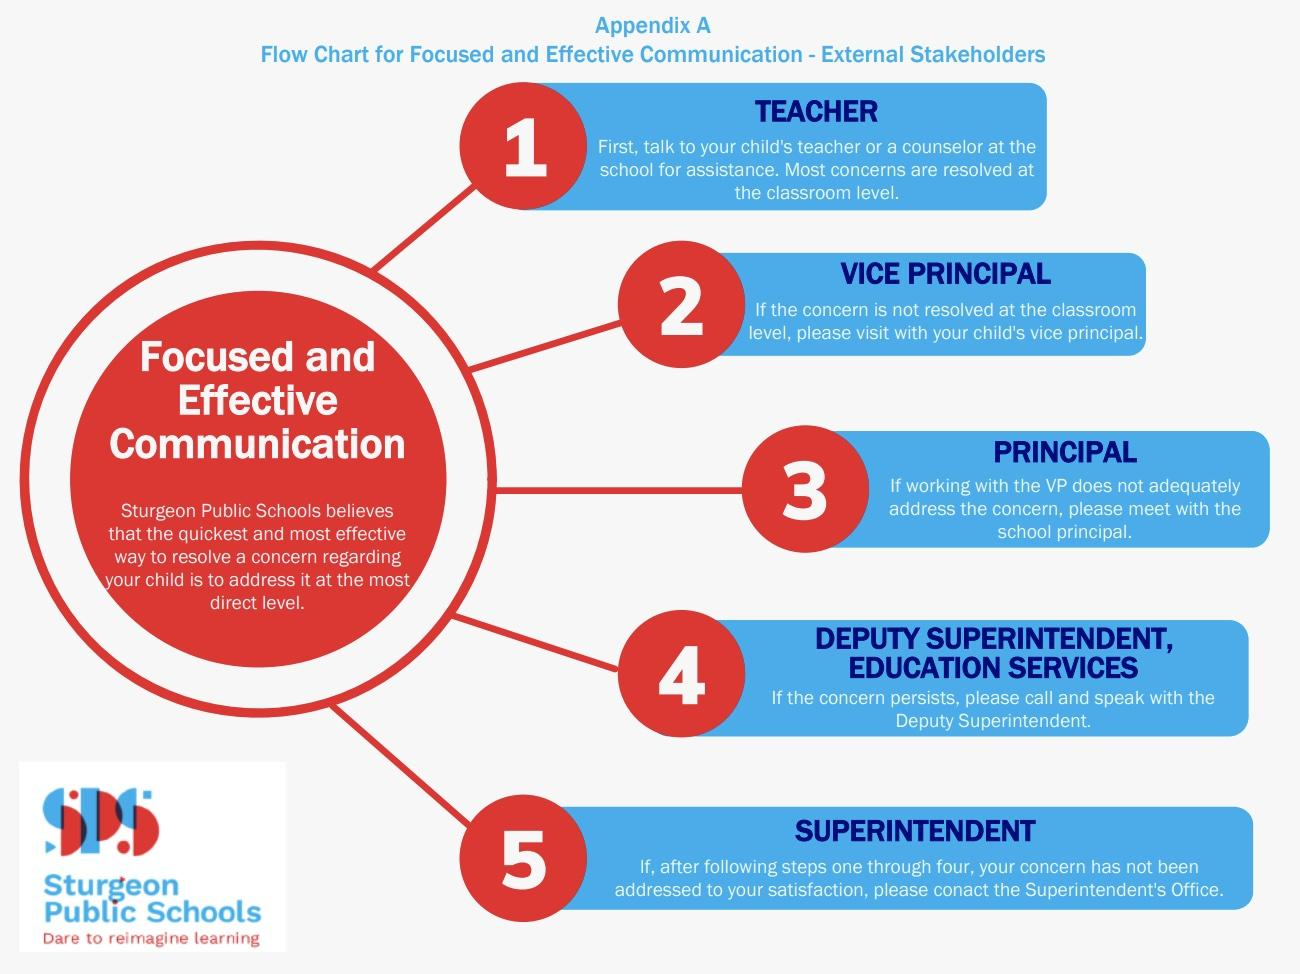 Appendix A
Flow Chart for Focused and Effective Communication - External Stakeholders
1
TEACHER
First, talk to your child's teacher or a counselor at the
school for assistance. Most concerns are resolved at
the classroom level.
2
VICE PRINCIPAL
If the concern is not resolved at the classroom
level, please visit with your child's vice principal.
Focused and
Effective
Communication
Sturgeon Public Schools believes
that the quickest and most effective
way to resolve a concern regarding
your child is to address it at the most
direct level.
3
PRINCIPAL
If working with the VP does not adequately
address the concern, please meet with the
school principal.
4
DEPUTY SUPERINTENDENT,
EDUCATION SERVICES
If the concern persists, please call and speak with the
Deputy Superintendent.
5
SUPERINTENDENT
If, after following steps one through four, your concern has not been
addressed to your satisfaction, please conact the Superintendent's Office.
SPS
Sturgeon
Public Schools
Dare to reimagine learning